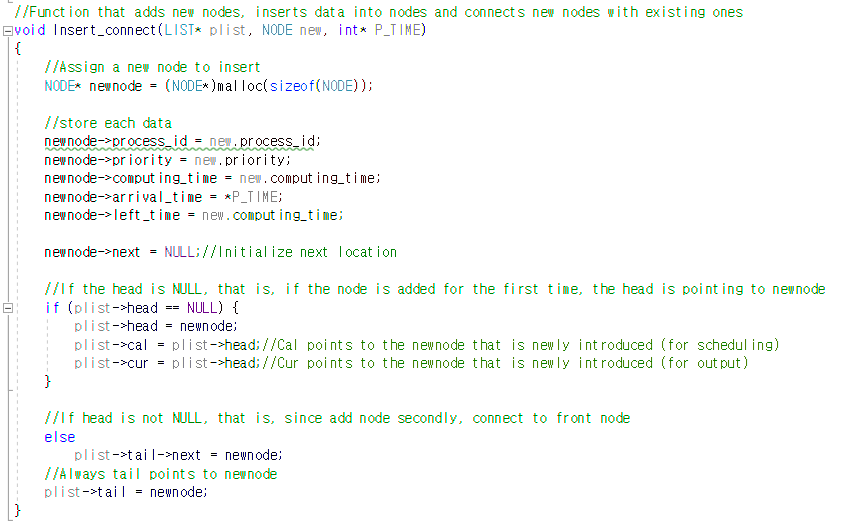 //Function that adds new nodes, inserts data into nodes and connects new nodes with existing ones
void Insert_connect(LIST* plist, NODE new, int* P_TIME)
{
    //Assign a new node to insert
    NODE* newnode = (NODE*)malloc(sizeof(NODE));

    //store each data
    newnode->process_id = new.process_id;
    newnode->priority = new.priority;
    newnode->computing_time = new.computing_time;
    newnode->arrival_time = *P_TIME;
    newnode->left_time = new.computing_time;

    newnode->next = NULL;//Initialize next location

    //If the head is NULL, that is, if the node is added for the first time, the head is pointing to newnode
    if (plist->head == NULL) {
        plist->head = newnode;
        plist->cal = plist->head;//Cal points to the newnode that is newly introduced (for scheduling)
        plist->cur = plist->head;//Cur points to the newnode that is newly introduced (for output)
    }

    //If head is not NULL, that is, since add node secondly, connect to front node
    else
        plist->tail->next = newnode;
    //Always tail points to newnode
    plist->tail = newnode;
}